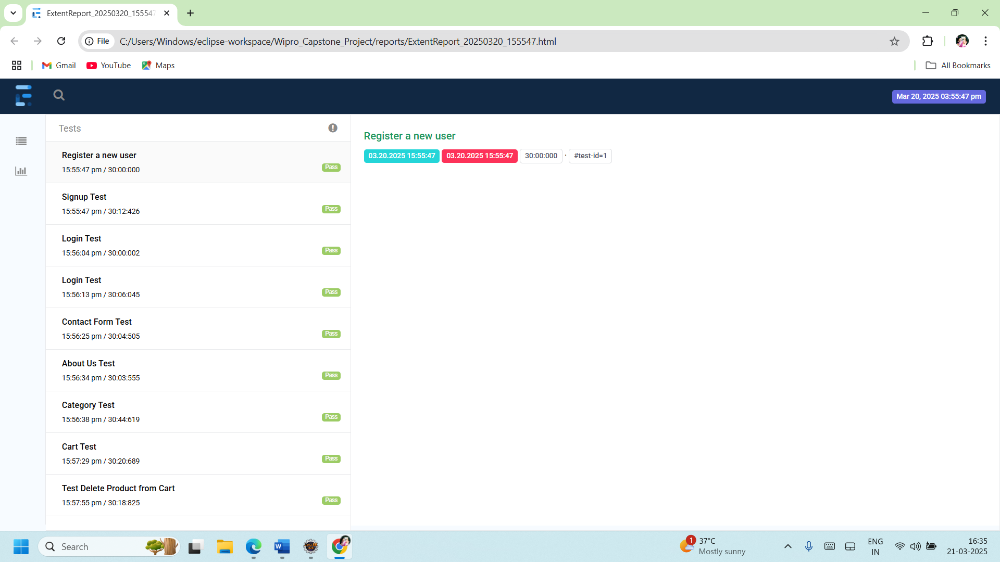 ExtentReport_20250320_155547
File
C:/Users/Windows/eclipse-workspace/Wipro_Capstone_Project/reports/ExtentReport_20250320_155547.html
Gmail
YouTube
Maps
All Bookmarks
Mar 20, 2025 03:55:47 pm
Tests
Register a new user
15:55:47 pm / 30:00:000
Pass
Signup Test
15:55:47 pm / 30:12:426
Pass
Login Test
15:56:04 pm / 30:00:002
Pass
Login Test
15:56:13 pm / 30:06:045
Pass
Contact Form Test
15:56:25 pm / 30:04:505
Pass
About Us Test
15:56:34 pm / 30:03:555
Pass
Category Test
15:56:38 pm / 30:44:619
Pass
Cart Test
15:57:29 pm / 30:20:689
Pass
Test Delete Product from Cart
15:57:55 pm / 30:18:825
Pass
Register a new user
03.20.2025 15:55:47 03.20.2025 15:55:47 30:00:000 · #test-id=1
Search
1
37°C
Mostly sunny
ENG
IN
16:35
21-03-2025